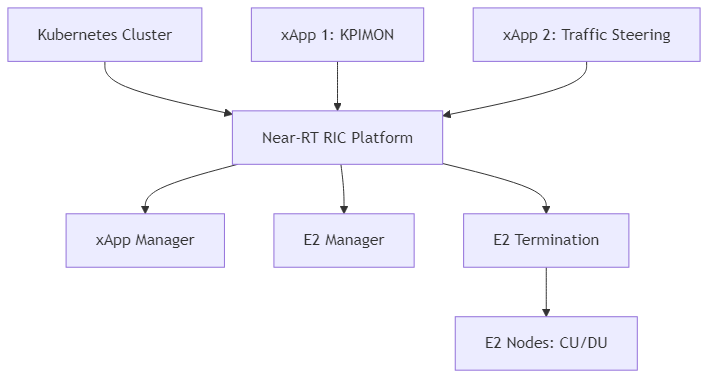 Kubernetes Cluster
xApp 1: KPIMON
xApp 2: Traffic Steering
Near-RT RIC Platform
xApp Manager
E2 Manager
E2 Termination
E2 Nodes: CU/DU